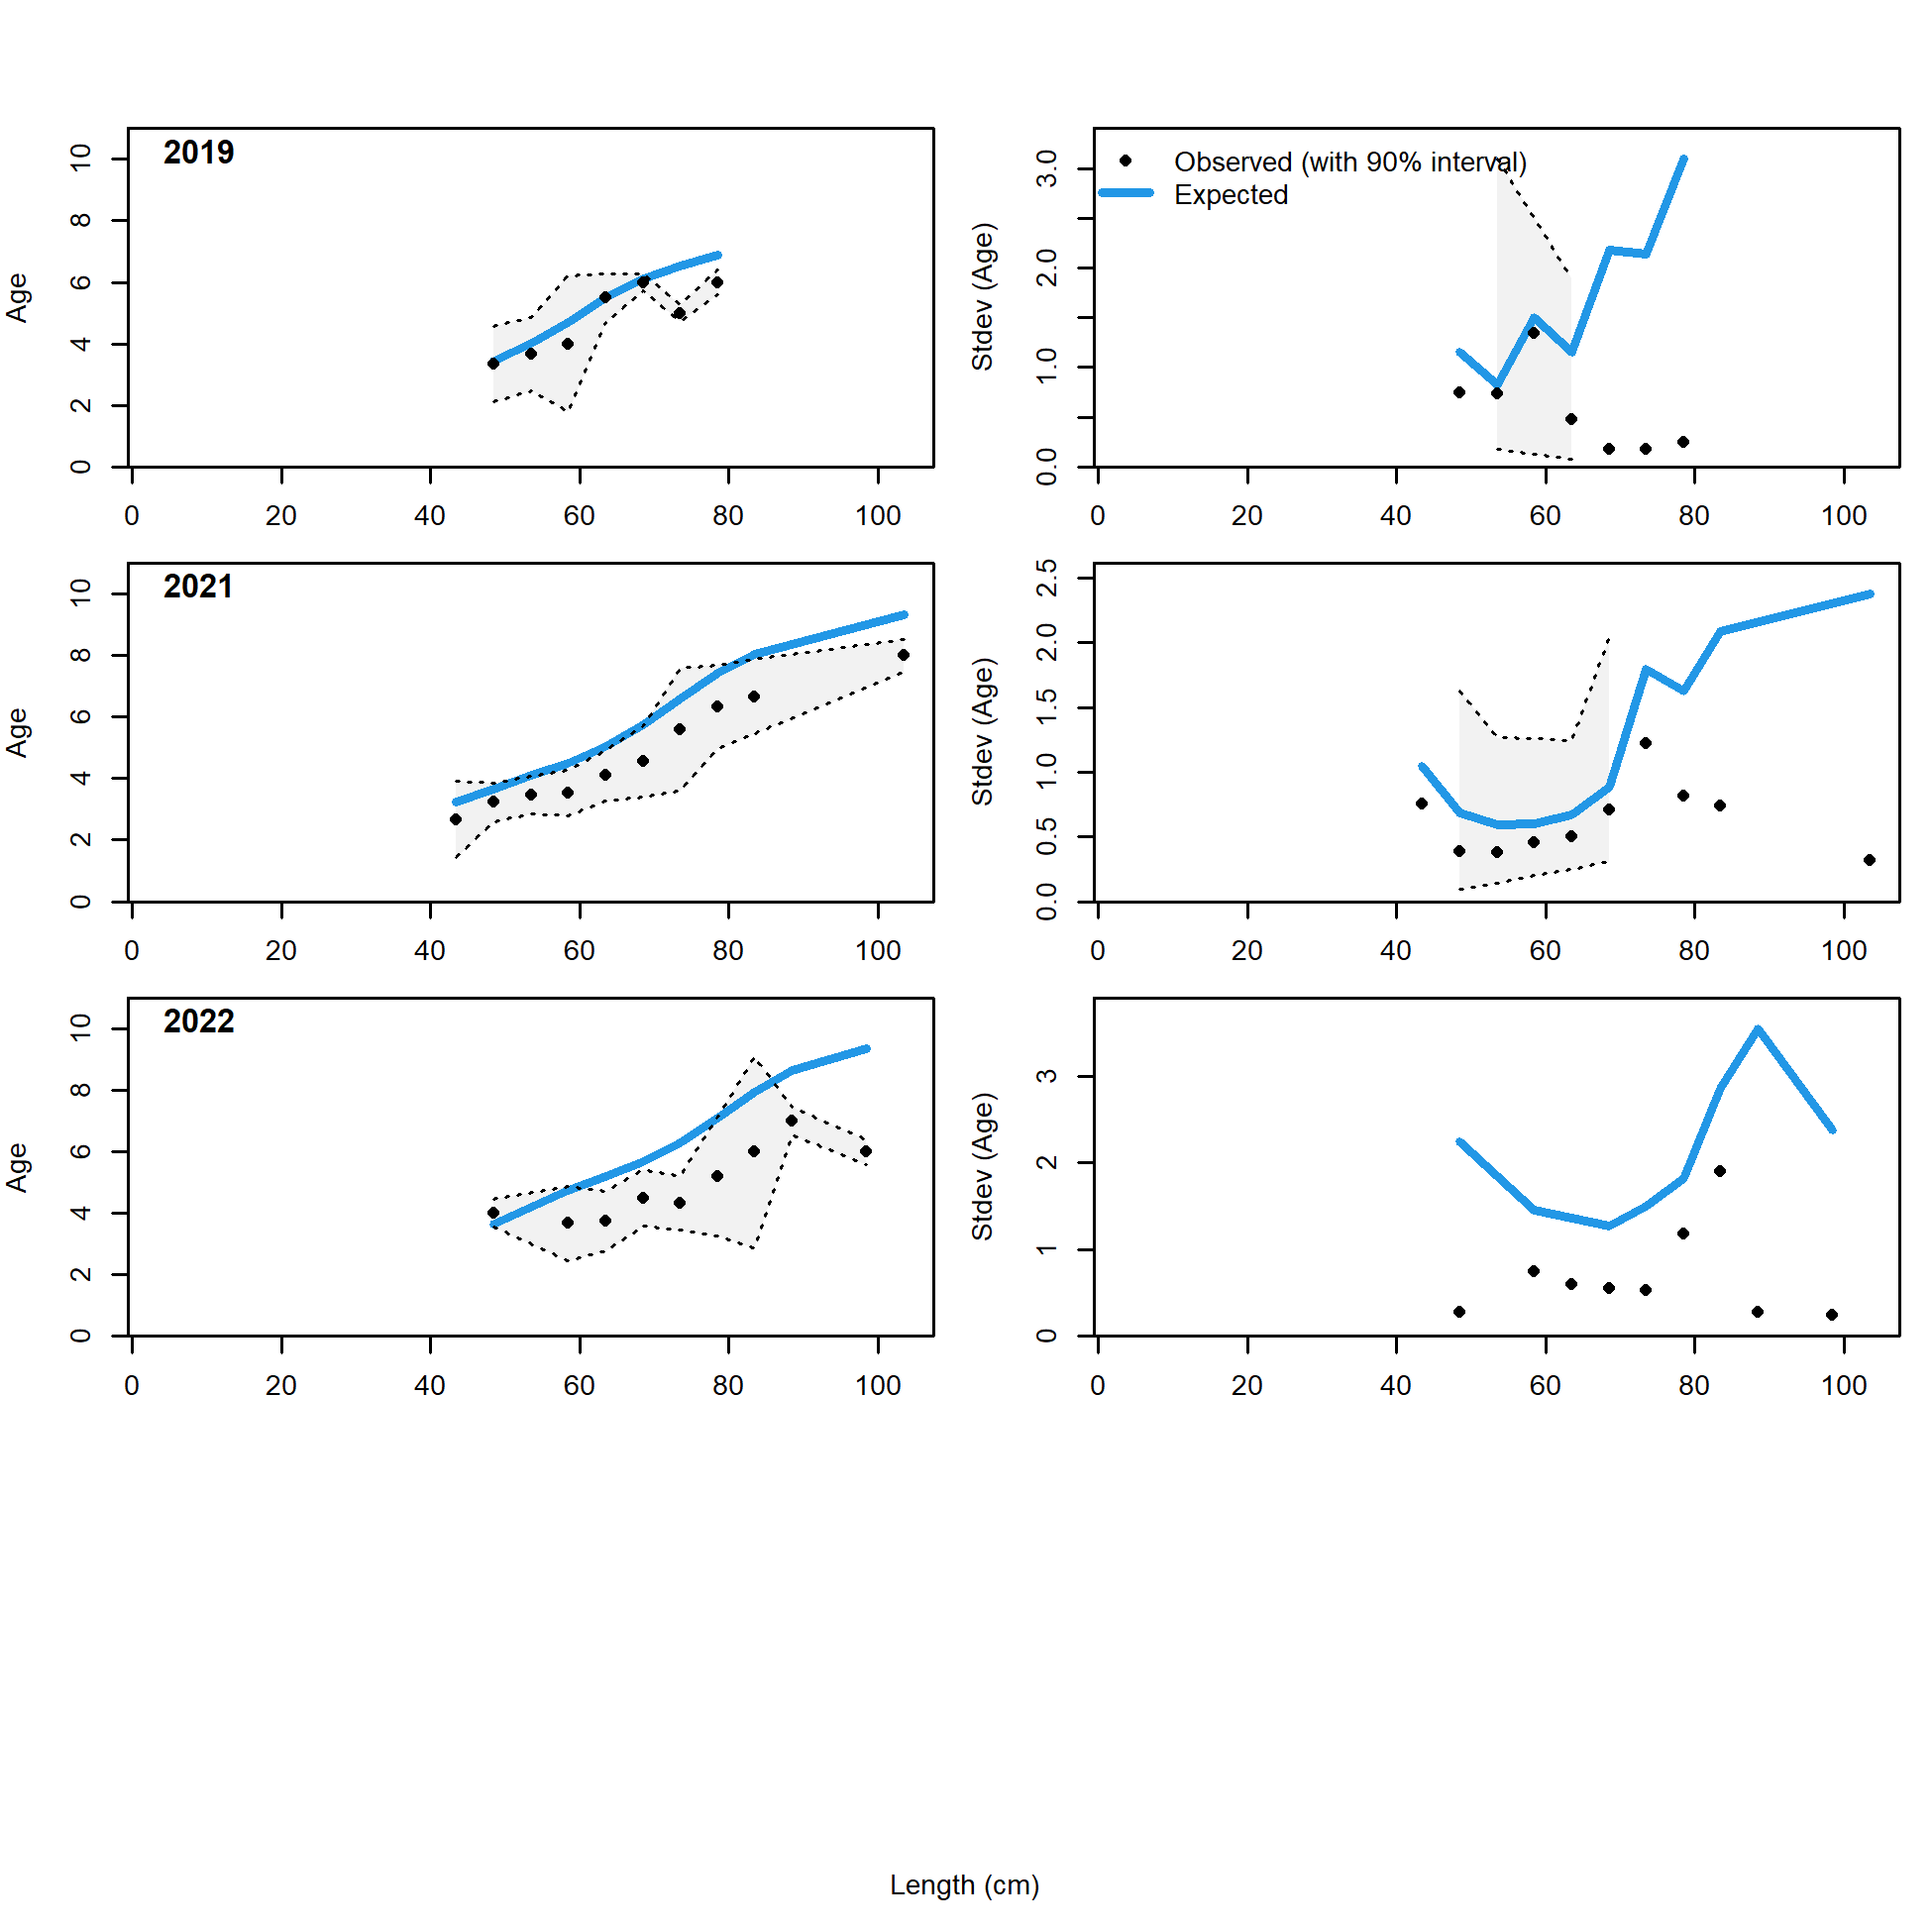 2019
Age
0 2 4 6 8 10
0 20 40 60 80 100
Observed (with 90% interval)
Expected
Stdev (Age)
0.0 1.0 2.0 3.0
0 20 40 60 80 100
2021
Age
0 2 4 6 8 10
0 20 40 60 80 100
Stdev (Age)
0.0 0.5 1.0 1.5 2.0 2.5
0 20 40 60 80 100
2022
Age
0 2 4 6 8 10
0 20 40 60 80 100
Stdev (Age)
0 1 2 3
0 20 40 60 80 100
Length (cm)